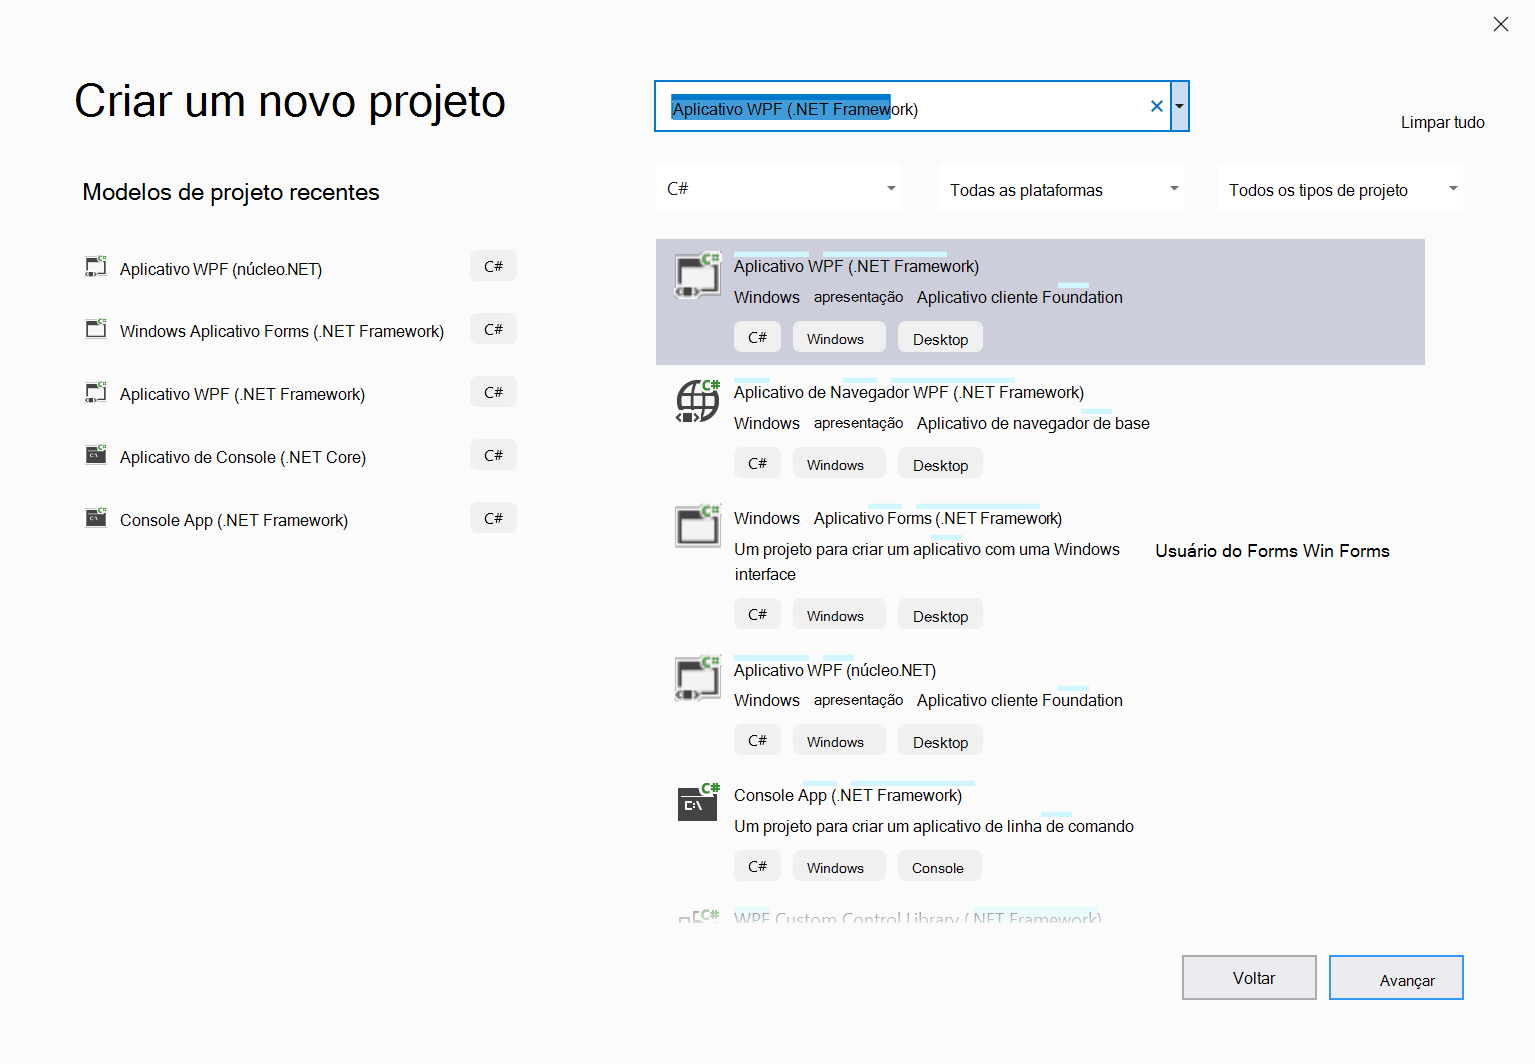 Criar um novo projeto
Aplicativo WPF (.NET Framework)
Limpar tudo
Modelos de projeto recentes
C#
Todas as plataformas
Todos os tipos de projeto
Aplicativo WPF (núcleo.NET)
C#
Windows Aplicativo Forms (.NET Framework)
C#
Aplicativo WPF (.NET Framework)
C#
Aplicativo de Console (.NET Core)
C#
Console App (.NET Framework)
C#
Aplicativo WPF (.NET Framework)
Windows apresentação Aplicativo cliente Foundation
C# Windows Desktop
Aplicativo de Navegador WPF (.NET Framework)
Windows apresentação Aplicativo de navegador de base
C# Windows Desktop
Windows Aplicativo Forms (.NET Framework)
Um projeto para criar um aplicativo com uma Windows Usuário do Forms Win Forms
interface
C# Windows Desktop
Aplicativo WPF (núcleo.NET)
Windows apresentação Aplicativo cliente Foundation
C# Windows Desktop
Console App (.NET Framework)
Um projeto para criar um aplicativo de linha de comando
C# Windows Console
WPF Custom Control Library (.NET Framework)
Voltar
Avançar